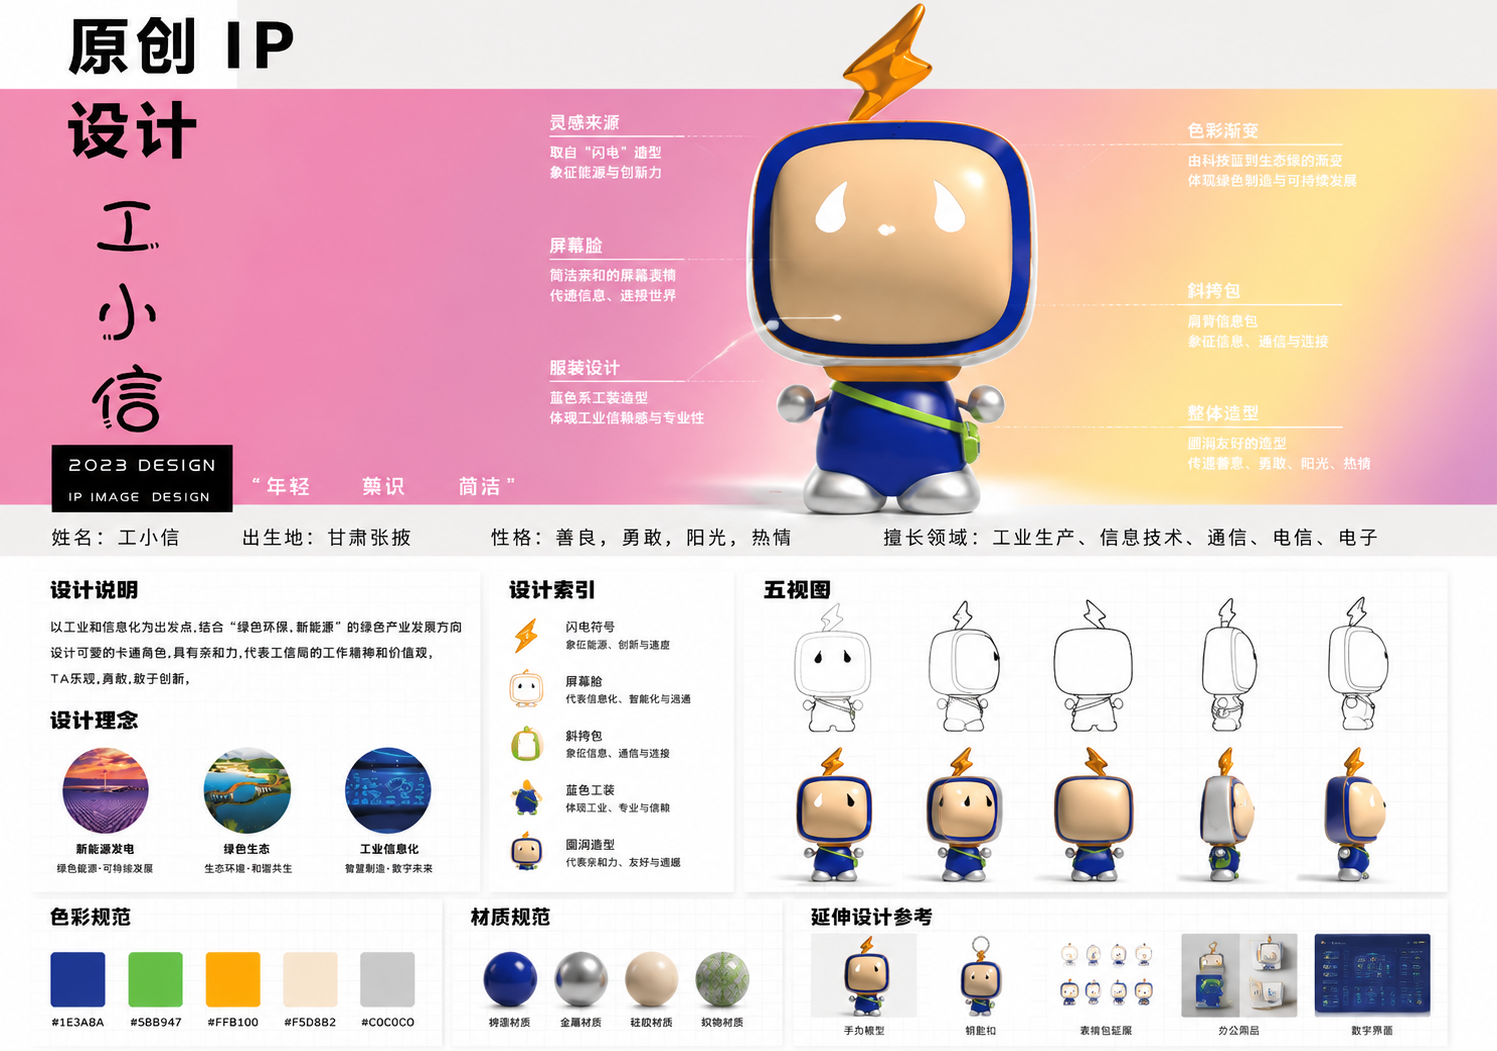 原创 IP
设计
工
小
信
2023 DESIGN
IP IMAGE DESIGN
“年轻 识 简洁”
灵感来源
取自“闪电”造型
象征能源与创新力
屏幕脸
简洁 和的屏幕表情
代 信息、连接世界
服装设计
蓝色系工装造型
体现工业信赖感与专业性
色彩渐变
由科技蓝到生态绿的渐变
体现绿色制造与可持续发展
斜挎包
肩背信息包
象征信息、通信与连接
整体造型
圆润友好的造型
传递善意、勇敢、阳光、热情
姓名：工小信 出生地：甘肃张掖 性格：善良，勇敢，阳光，热情 擅长领域：工业生产、信息技术、通信、电信、电子
设计说明
以工业和信息化为出发点,结合“绿色环保,新能源”的绿色产业发展方向
设计可爱的卡通角色,具有亲和力,代表工信局的工作精神和价值观,
TA乐观,勇敢,敢于创新,
设计理念
新能源发电
绿色能源·可持续发展
绿色生态
生态环境·和谐共生
工业信息化
智慧制造·数字未来
设计索引
闪电符号
象征能源、创新与速度
屏幕脸
代表信息化、智能化与 通
斜挎包
象征信息、通信与连接
蓝色工装
体现工业、专业与信赖
圆润造型
代表亲和力、友好与温暖
五视图
色彩规范
#1E3A8A #5BB947 #FFB100 #F5D8B2 #C0C0C0
材质规范
材质 金属材质 材质 织物材质
延伸设计参考
手办模型 钥匙扣 表情包延展 办公用品 数字界面